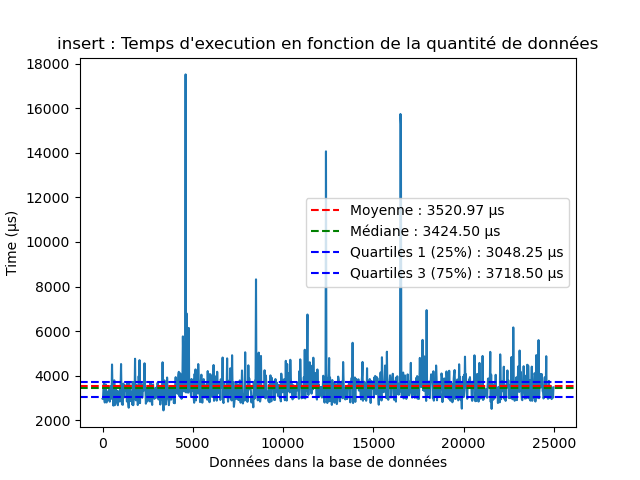 insert : Temps d'execution en fonction de la quantité de données
18000
16000
14000
12000
10000
8000
6000
4000
2000
Time (µs)
Moyenne : 3520.97 µs
Médiane : 3424.50 µs
Quartiles 1 (25%) : 3048.25 µs
Quartiles 3 (75%) : 3718.50 µs
0
5000
10000
15000
20000
25000
Données dans la base de données